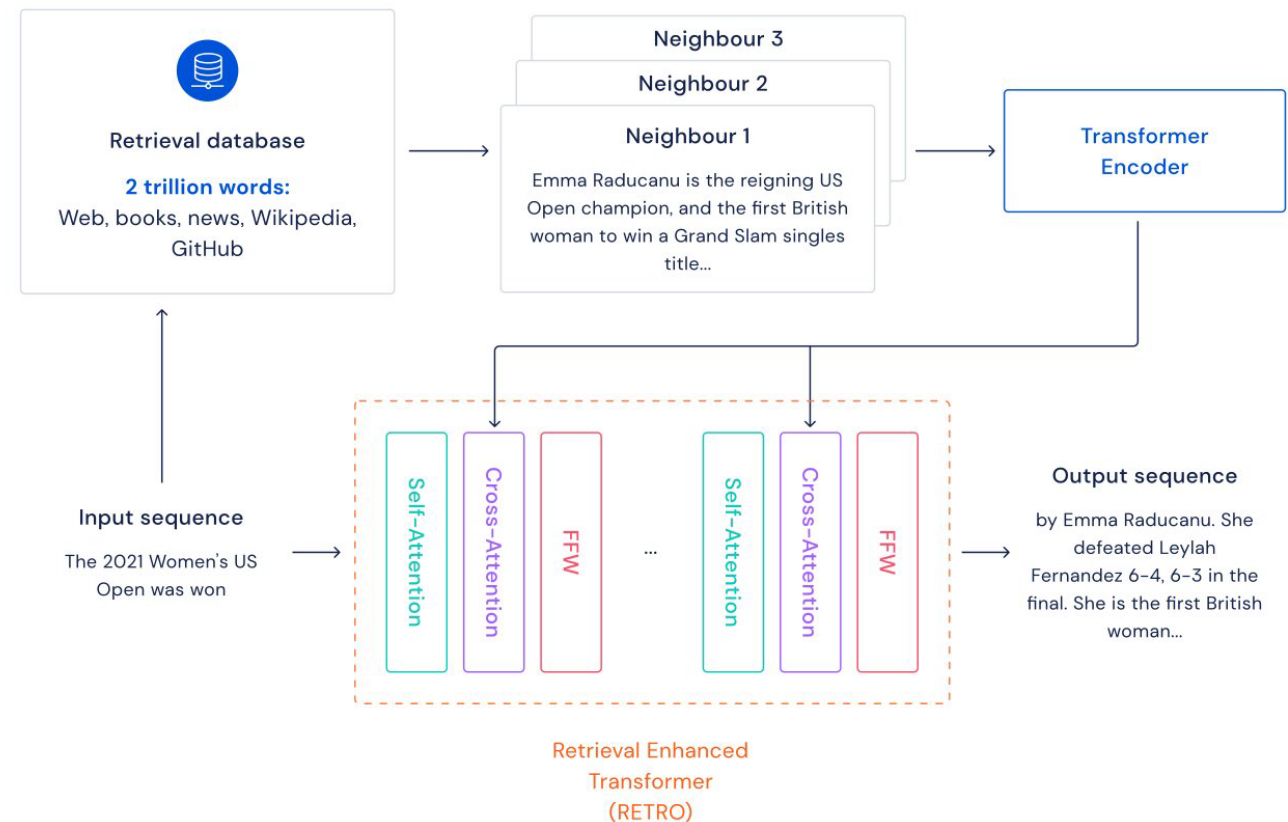 Retrieval database
2 trillion words:
Web, books, news, Wikipedia,
GitHub
Neighbour 3
Neighbour 2
Neighbour 1
Emma Raducanu is the reigning US
Open champion, and the first British
woman to win a Grand Slam singles
title...
Transformer
Encoder
Input sequence
The 2021 Women's US
Open was won
Self-Attention
Cross-Attention
FFW
...
Self-Attention
Cross-Attention
FFW
Output sequence
by Emma Raducanu. She
defeated Leylah
Fernandez 6-4, 6-3 in the
final. She is the first British
woman...
Retrieval Enhanced
Transformer
(RETRO)